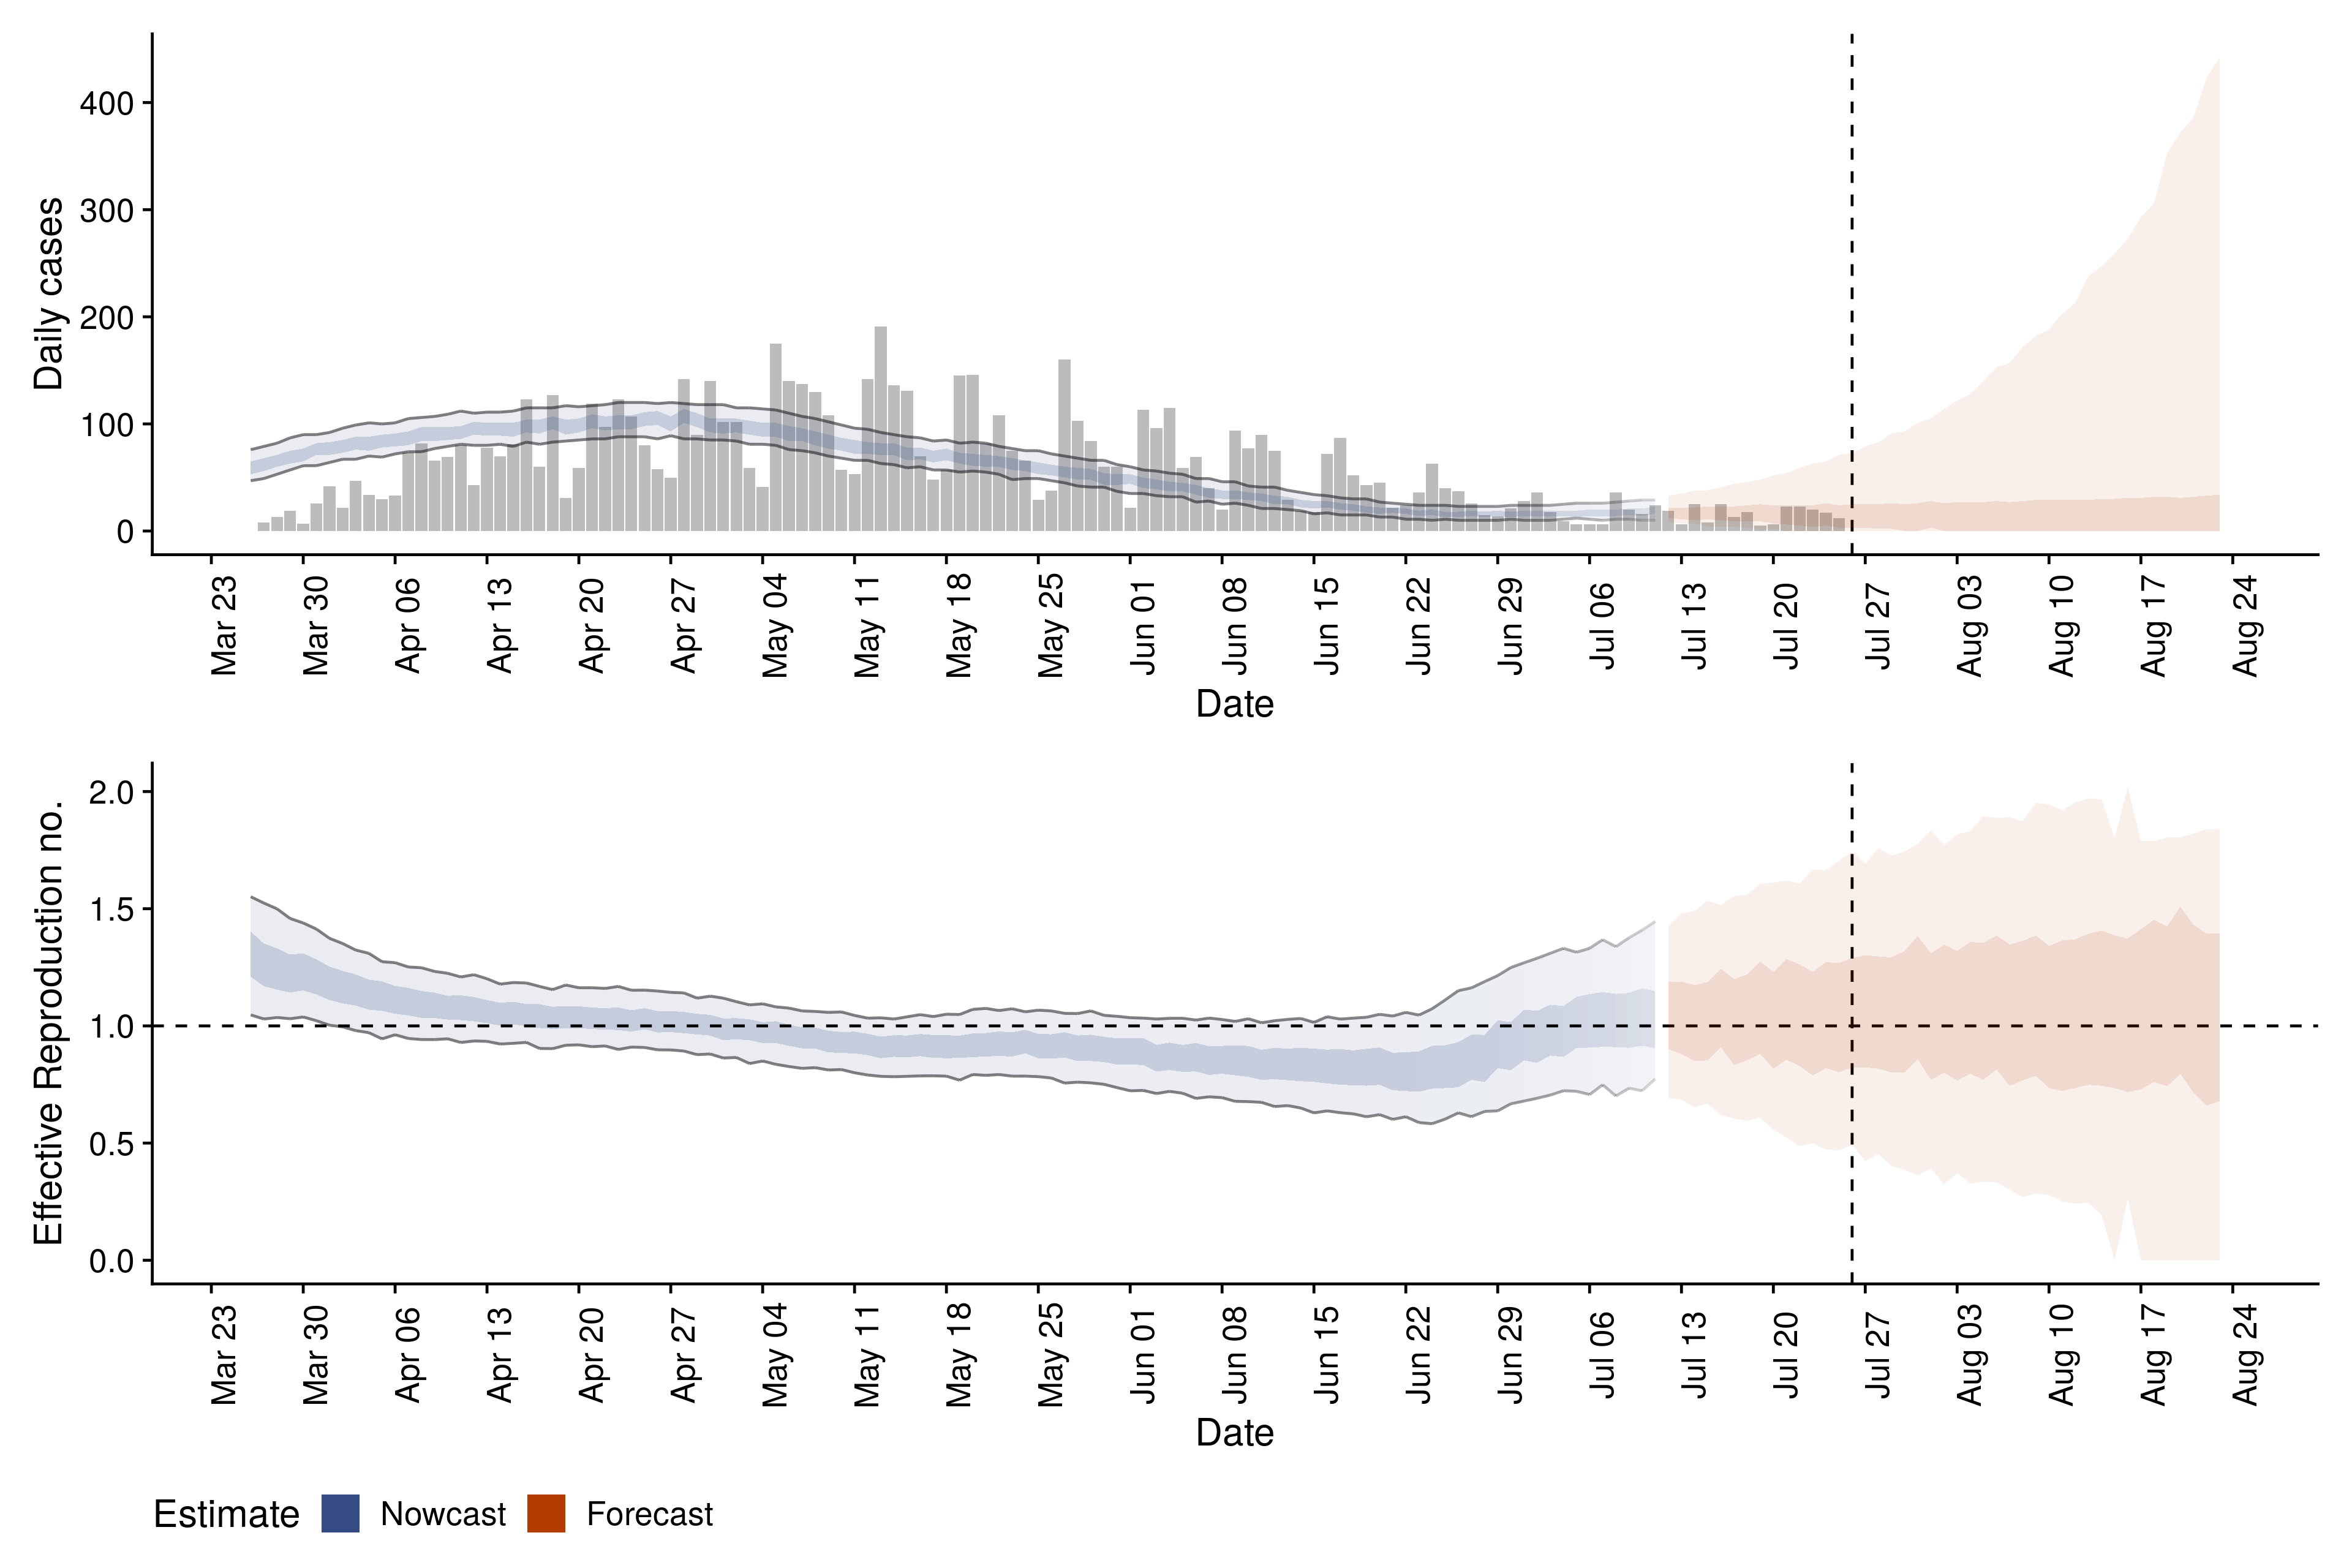 Daily cases
400
300
200
100
0
Mar 23 Mar 30 Apr 06 Apr 13 Apr 20 Apr 27 May 04 May 11 May 18 May 25 Jun 01 Jun 08 Jun 15 Jun 22 Jun 29 Jul 06 Jul 13 Jul 20 Jul 27 Aug 03 Aug 10 Aug 17 Aug 24
Date
Effective Reproduction no.
2.0
1.5
1.0
0.5
0.0
Mar 23 Mar 30 Apr 06 Apr 13 Apr 20 Apr 27 May 04 May 11 May 18 May 25 Jun 01 Jun 08 Jun 15 Jun 22 Jun 29 Jul 06 Jul 13 Jul 20 Jul 27 Aug 03 Aug 10 Aug 17 Aug 24
Date
Estimate Nowcast Forecast